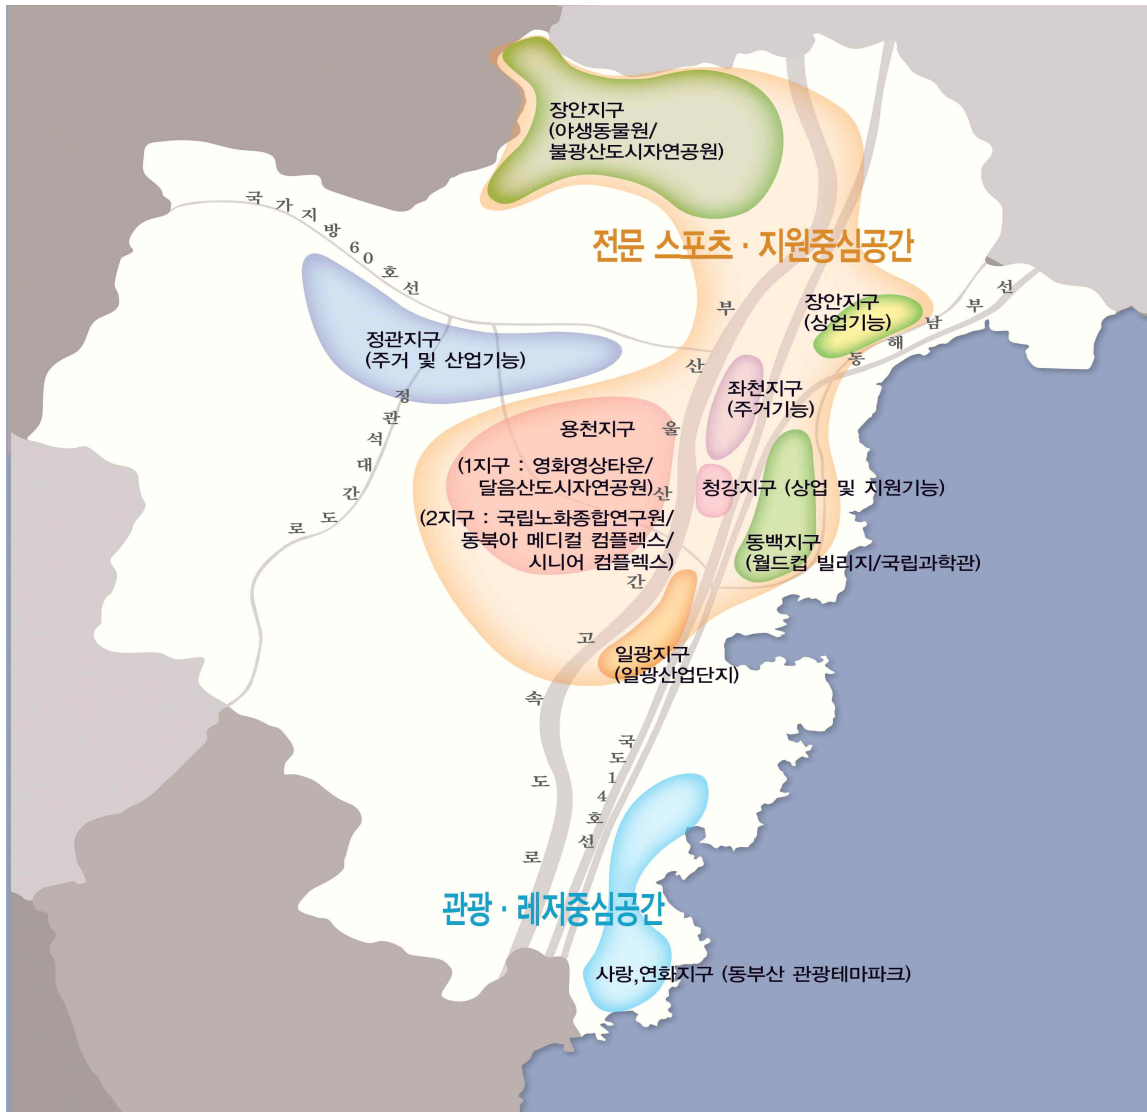 장안지구
(야생동물원/
불광산도시자연공원)
국가지방60호선
전문 스포츠 · 지원중심공간
장안지구
(상업기능)
동해남부선
정관지구
(주거 및 산업기능)
좌천지구
(주거기능)
정관석대간도로
용천지구
(1지구 : 영화영상타운/
달음산도시자연공원)
(2지구 : 국립노화종합연구원/
동북아 메디컬 컴플렉스/
시니어 컴플렉스)
청강지구 (상업 및 지원기능)
동백지구
(월드컵 빌리지/국립과학관)
부산울산간고속도로
일광지구
(일광산업단지)
국도14호선
관광 · 레저중심공간
사랑,연화지구 (동부산 관광테마파크)